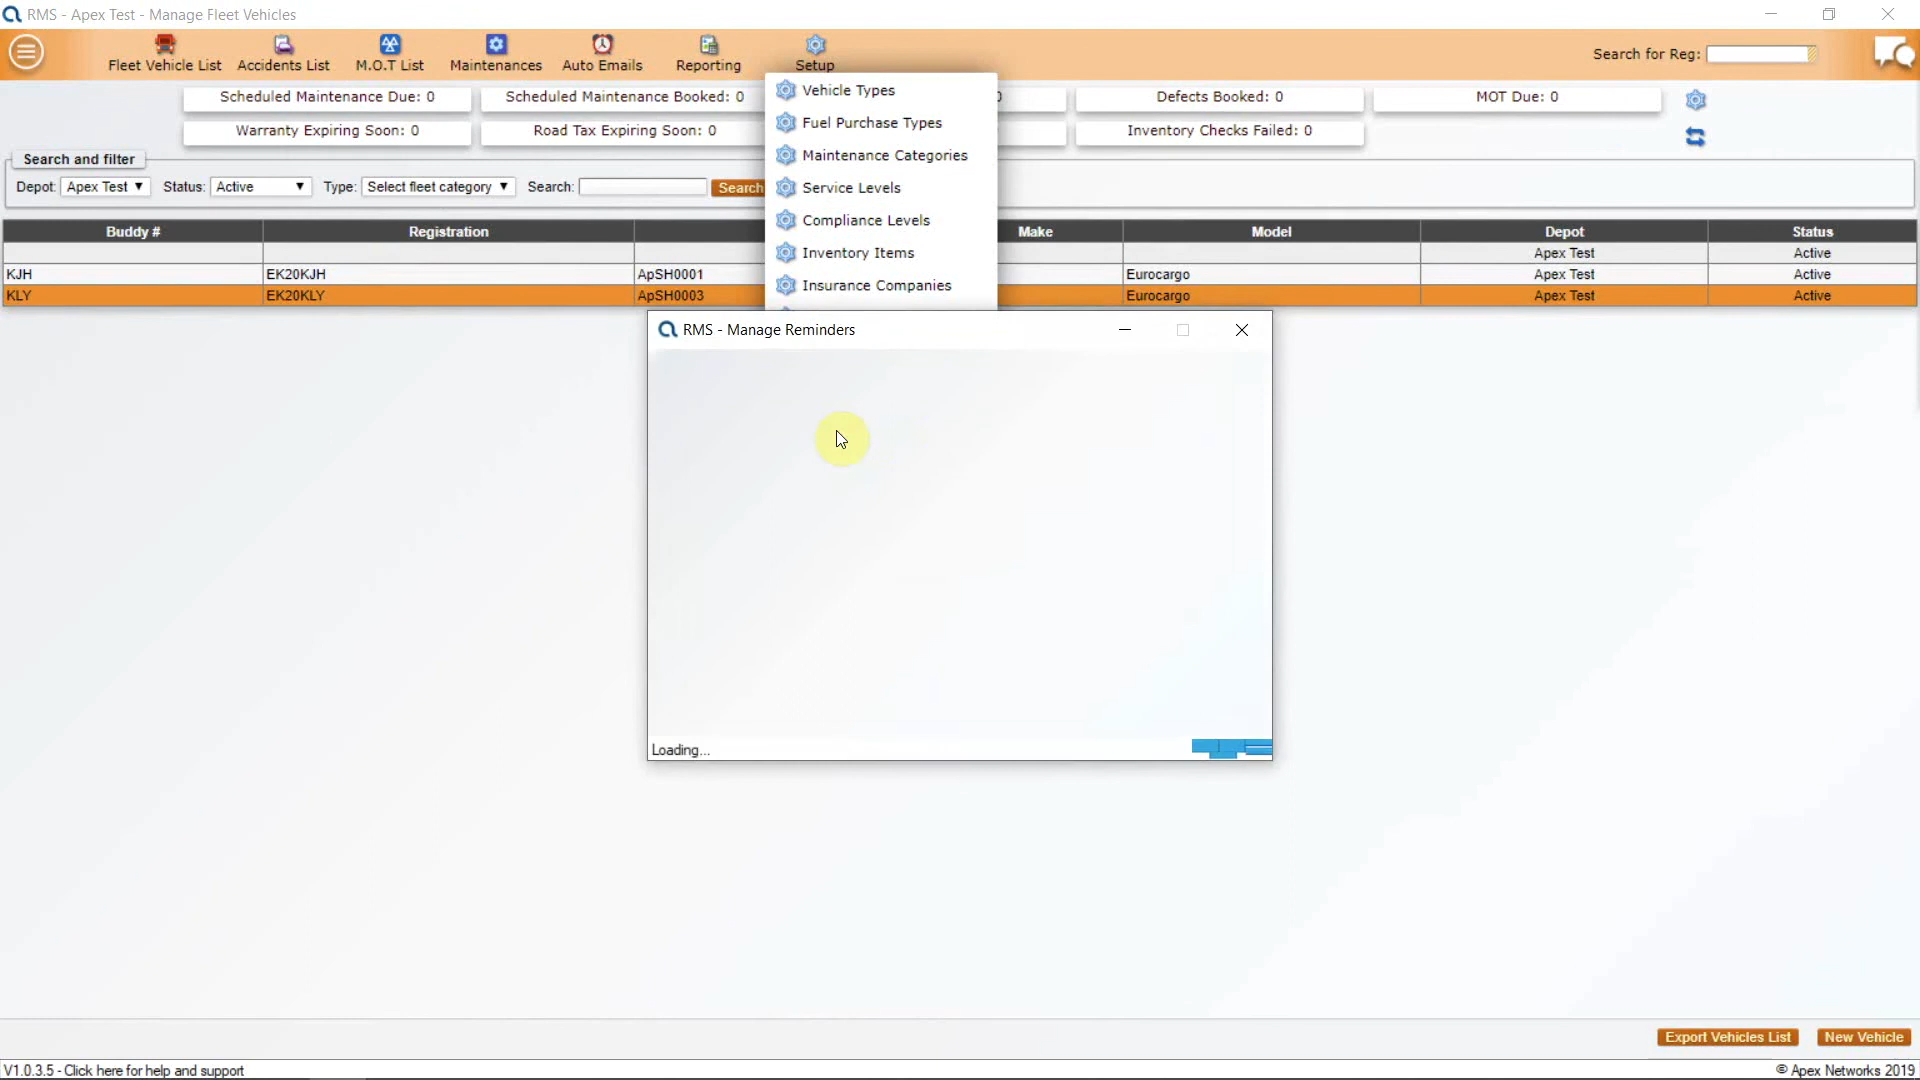 RMS - Apex Test - Manage Fleet Vehicles
Fleet Vehicle List
Accidents List
M.O.T List
Maintenances
Auto Emails
Reporting
Setup
Search for Reg:
Scheduled Maintenance Due: 0
Scheduled Maintenance Booked: 0
Defects Booked: 0
MOT Due: 0
Warranty Expiring Soon: 0
Road Tax Expiring Soon: 0
Inventory Checks Failed: 0
Vehicle Types
Fuel Purchase Types
Maintenance Categories
Service Levels
Compliance Levels
Inventory Items
Insurance Companies
Search and filter
Depot: Apex Test Status: Active Type: Select fleet category Search: Search
Buddy # Registration Make Model Depot Status
Apex Test Active
KJH EK20KJH ApSH0001 Eurocargo Apex Test Active
KLY EK20KLY ApSH0003 Eurocargo Apex Test Active
RMS - Manage Reminders
Loading...
Export Vehicles List
New Vehicle
V1.0.3.5 - Click here for help and support
© Apex Networks 2019